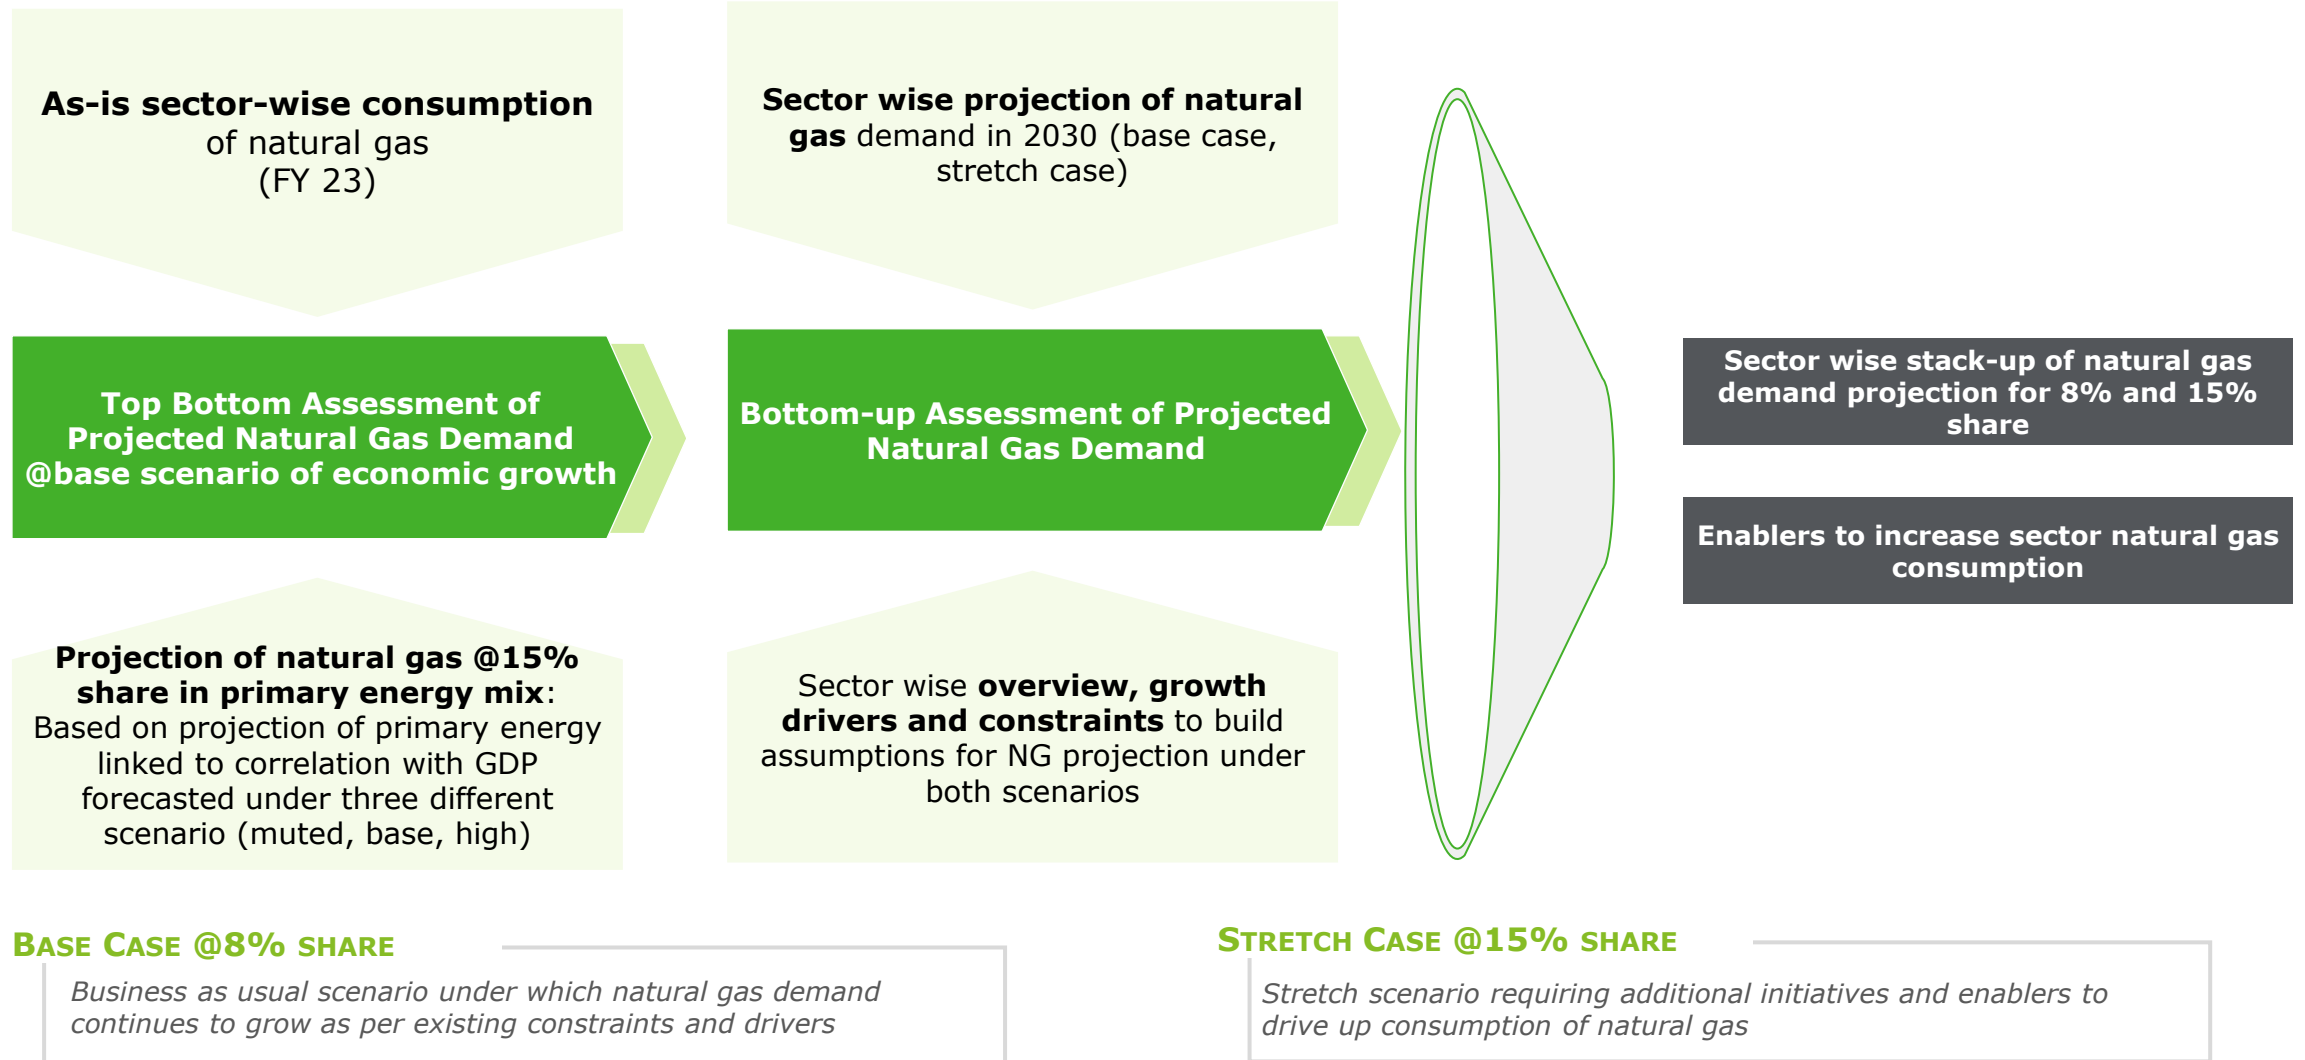 As-is sector-wise consumption
of natural gas
(FY 23)
Sector wise projection of natural
gas demand in 2030 (base case,
stretch case)
Top Bottom Assessment of
Projected Natural Gas Demand
@base scenario of economic growth
Bottom-up Assessment of Projected
Natural Gas Demand
Sector wise stack-up of natural gas
demand projection for 8% and 15%
share
Enablers to increase sector natural gas
consumption
Projection of natural gas @15%
share in primary energy mix:
Based on projection of primary energy
linked to correlation with GDP
forecasted under three different
scenario (muted, base, high)
Sector wise overview, growth
drivers and constraints to build
assumptions for NG projection under
both scenarios
BASE CASE @8% SHARE
Business as usual scenario under which natural gas demand
continues to grow as per existing constraints and drivers
STRETCH CASE @15% SHARE
Stretch scenario requiring additional initiatives and enablers to
drive up consumption of natural gas